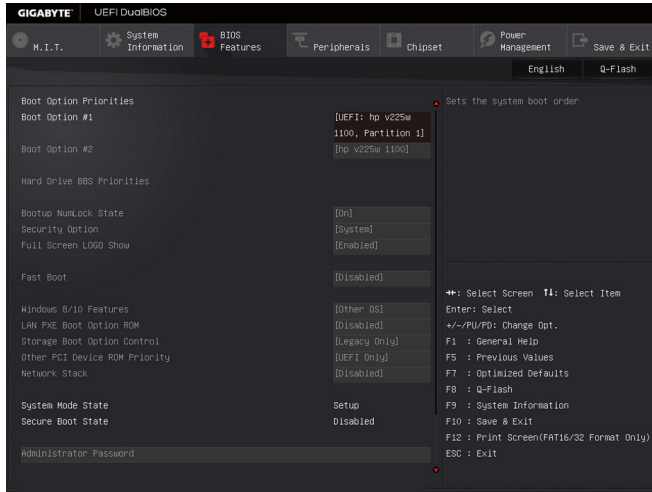 GIGABYTE™ UEFI DualBIOS
M.I.T.
System Information
BIOS Features
Peripherals
Chipset
Power Management
Save & Exit
English Q-Flash
Boot Option Priorities
Boot Option #1 [UEFI: hp v225w
1100, Partition 1]
Boot Option #2 [hp v225w 1100]
Hard Drive BBS Priorities
Bootup NumLock State [On]
Security Option [System]
Full Screen LOGO Show [Enabled]
Fast Boot [Disabled]
Windows 8/10 Features [Other OS]
LAN PXE Boot Option ROM [Disabled]
Storage Boot Option Control [Legacy Only]
Other PCI Device ROM Priority [UEFI Only]
Network Stack [Disabled]
System Mode State Setup
Secure Boot State Disabled
Administrator Password
Sets the system boot order
→←: Select Screen ↑↓: Select Item
Enter: Select
+/-/PU/PD: Change Opt.
F1 : General Help
F5 : Previous Values
F7 : Optimized Defaults
F8 : Q-Flash
F9 : System Information
F10 : Save & Exit
F12 : Print Screen(FAT16/32 Format Only)
ESC : Exit